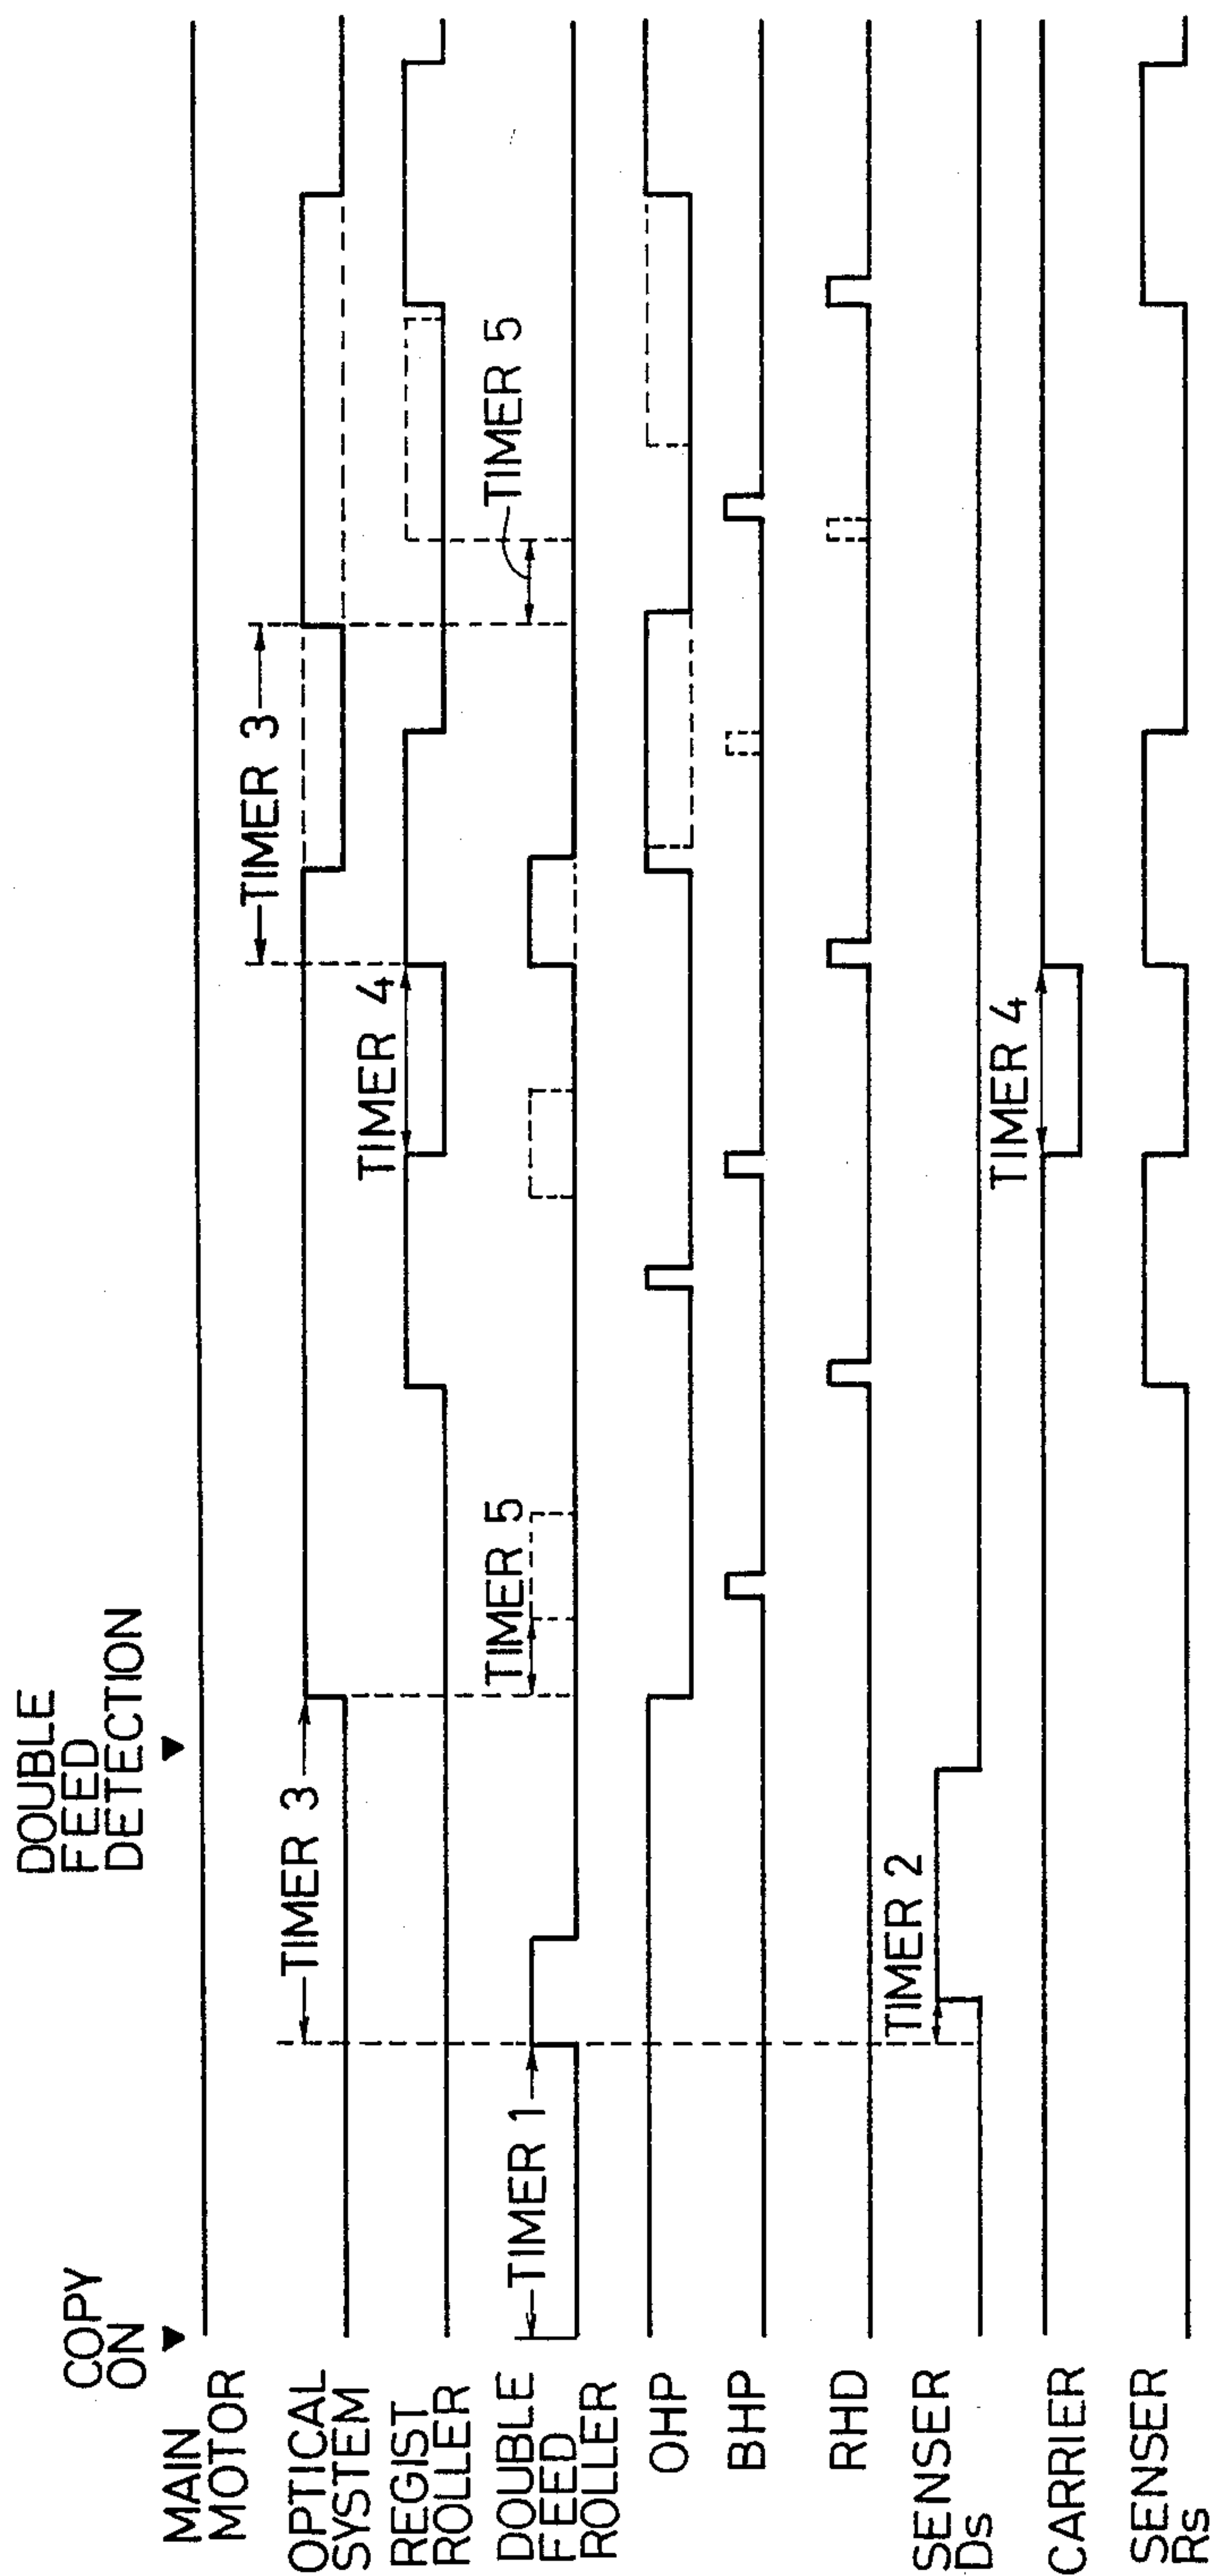 COPY
ON
DOUBLE
FEED
DETECTION
MAIN
MOTOR
OPTICAL
SYSTEM
TIMER 3
TIMER 3
REGIST
ROLLER
TIMER 4
DOUBLE
FEED
ROLLER
TIMER 1
TIMER 5
TIMER 5
OHP
BHP
RHD
SENSER
Ds
TIMER 2
CARRIER
TIMER 4
SENSER
Rs